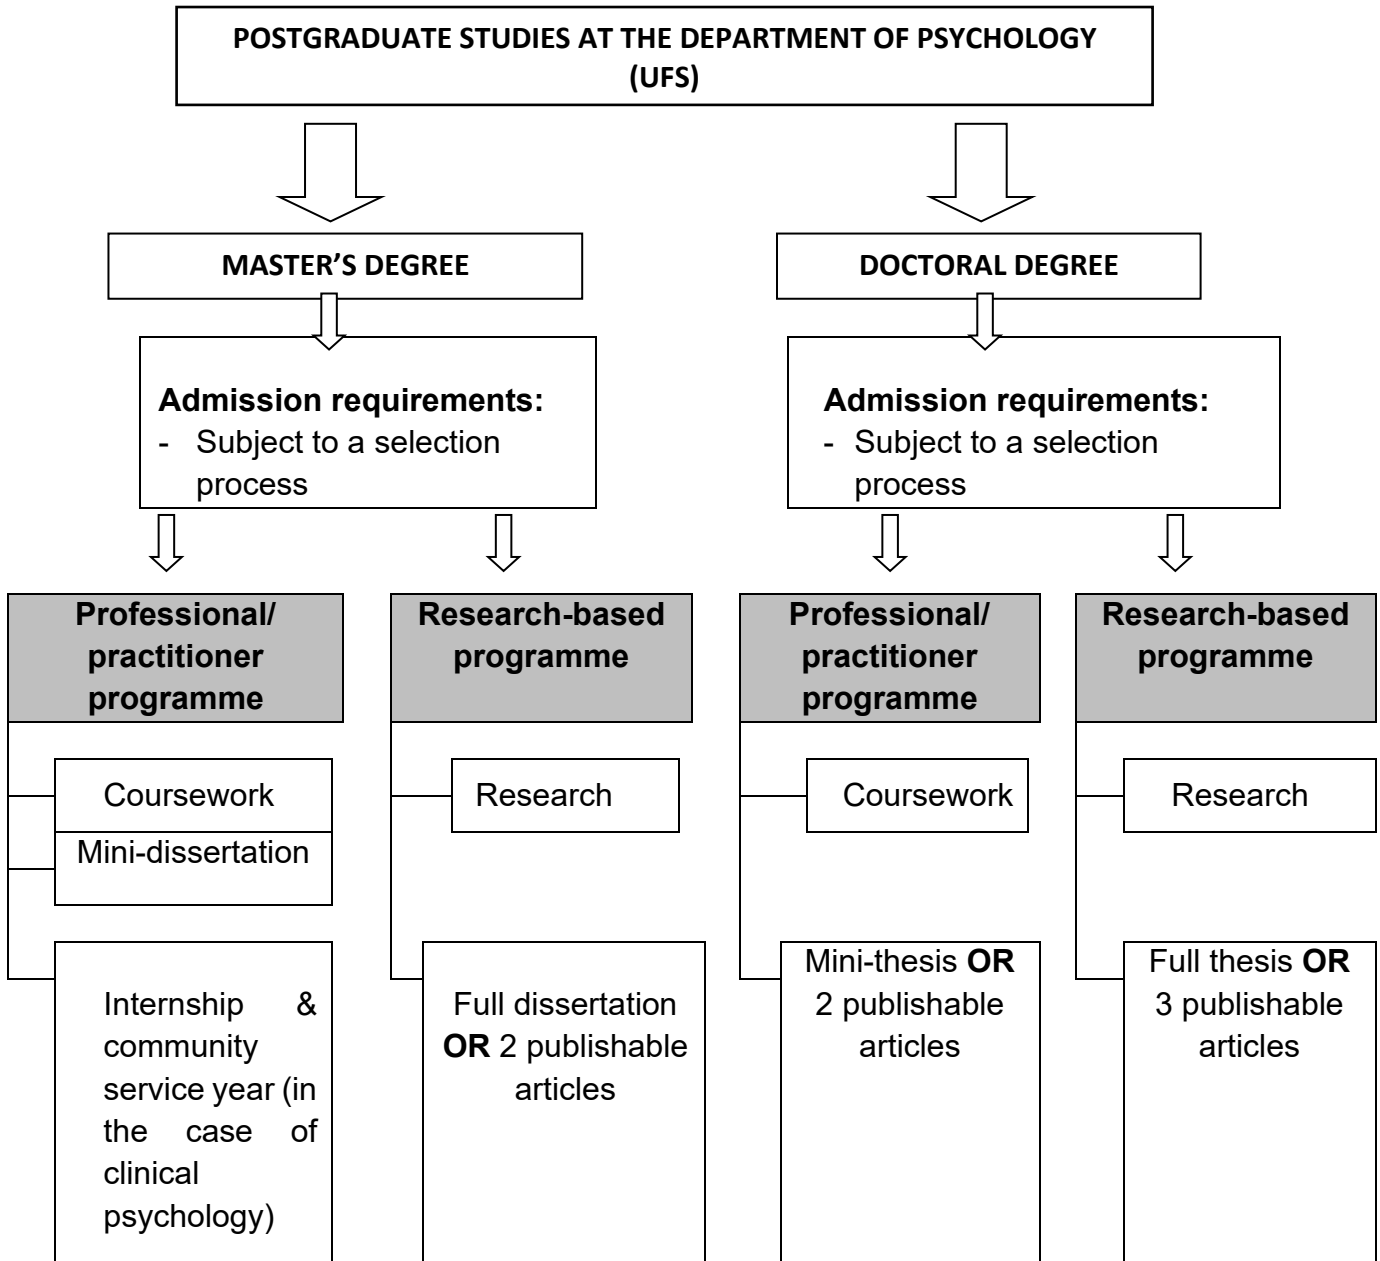 POSTGRADUATE STUDIES AT THE DEPARTMENT OF PSYCHOLOGY
(UFS)
MASTER’S DEGREE
DOCTORAL DEGREE
Admission requirements:
- Subject to a selection
process
Admission requirements:
- Subject to a selection
process
Professional/
practitioner
programme
Research-based
programme
Professional/
practitioner
programme
Research-based
programme
Coursework
Mini-dissertation
Internship &
community
service year (in
the case of
clinical
psychology)
Research
Full dissertation
OR 2 publishable
articles
Coursework
Mini-thesis OR
2 publishable
articles
Research
Full thesis OR
3 publishable
articles